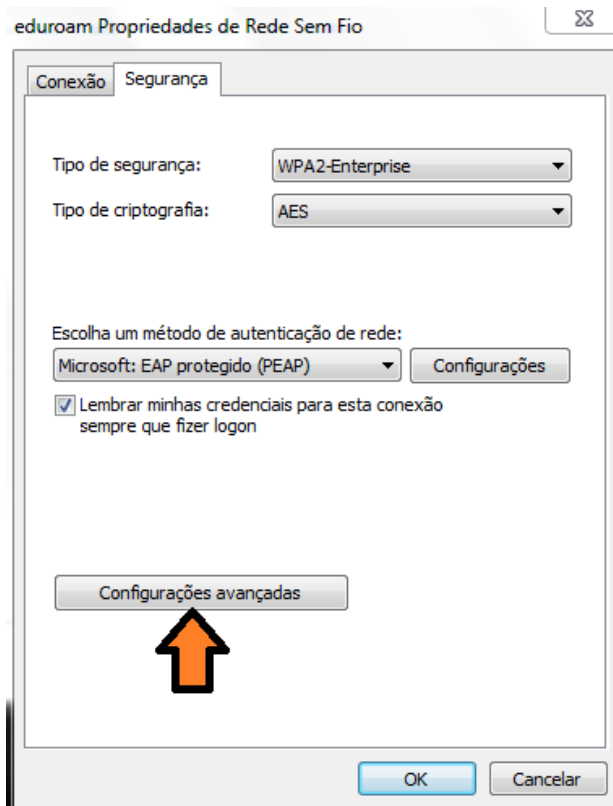 eduroam Propriedades de Rede Sem Fio
Conexão Segurança
Tipo de segurança: WPA2-Enterprise
Tipo de criptografia: AES
Escolha um método de autenticação de rede:
Microsoft: EAP protegido (PEAP) Configurações
Lembrar minhas credenciais para esta conexão
sempre que fizer logon
Configurações avançadas
OK Cancelar